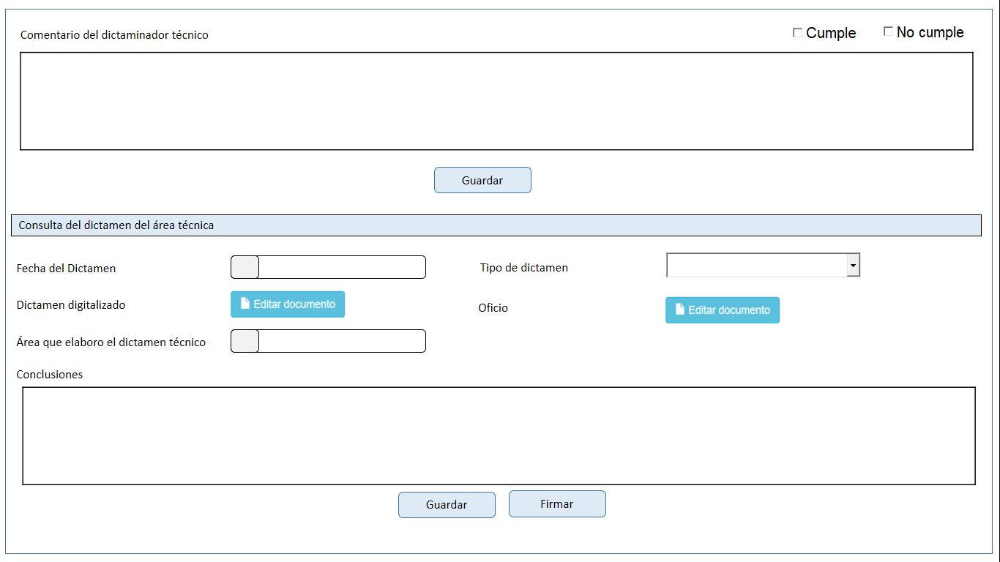 Comentario del dictaminador técnico
Cumple
No cumple
Guardar
Consulta del dictamen del área técnica
Fecha del Dictamen
Tipo de dictamen
Dictamen digitalizado
Editar documento
Oficio
Editar documento
Área que elaboro el dictamen técnico
Conclusiones
Guardar
Firmar